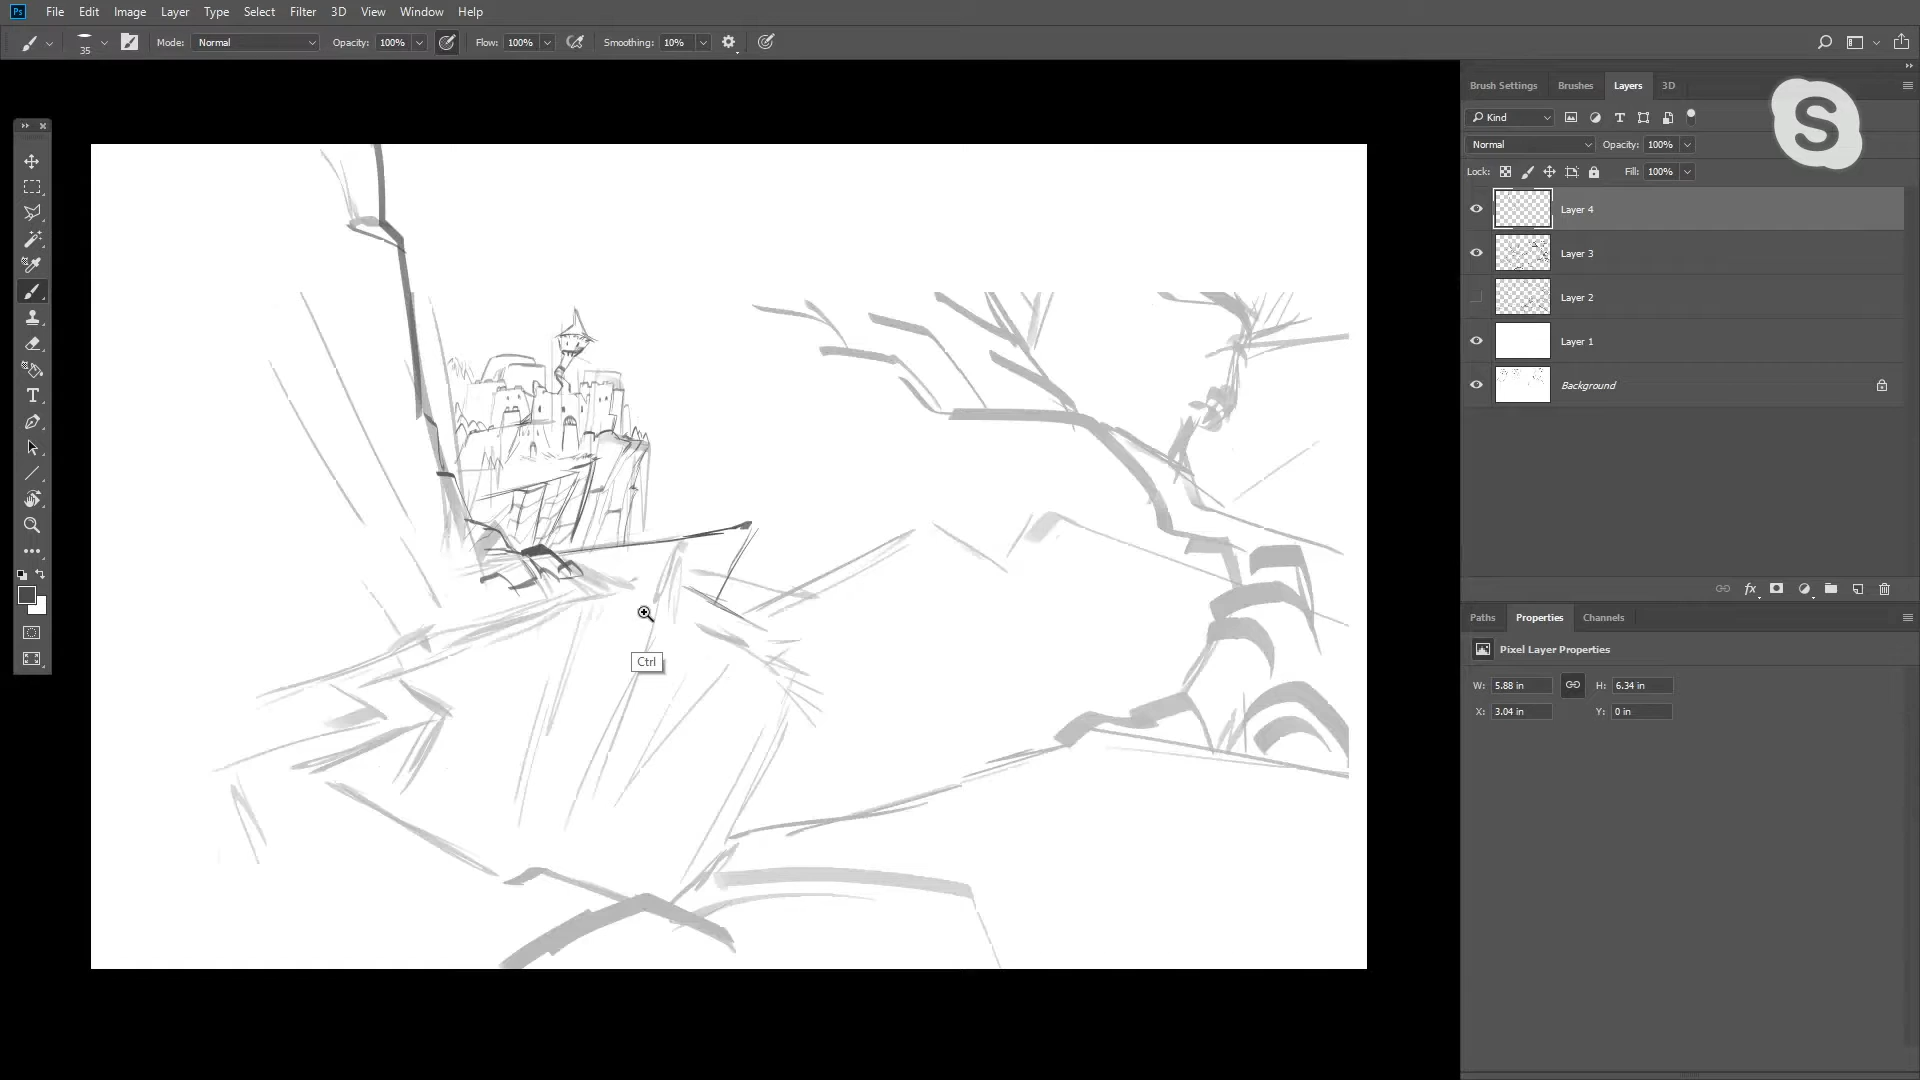 Ps File Edit Image Layer Type Select Filter 3D View Window Help
35 Mode: Normal Opacity: 100% Flow: 100% Smoothing: 10%
Brush Settings Brushes Layers 3D
Kind
Normal Opacity: 100%
Lock: Fill: 100%
Layer 4
Layer 3
Layer 2
Layer 1
Background
fx
Paths Properties Channels
Pixel Layer Properties
W: 5.88 in H: 6.34 in
X: 3.04 in Y: 0 in
Ctrl
S